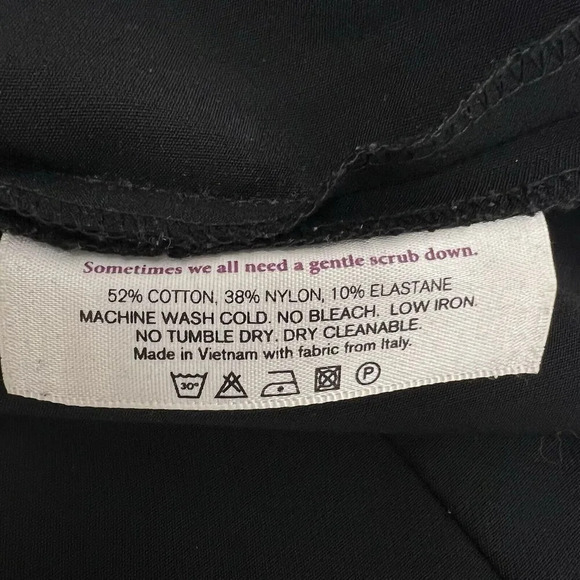 Sometimes we all need a gentle scrub down.
52% COTTON, 38% NYLON, 10% ELASTANE
MACHINE WASH COLD. NO BLEACH. LOW IRON.
NO TUMBLE DRY. DRY CLEANABLE.
Made in Vietnam with fabric from Italy.
30° P